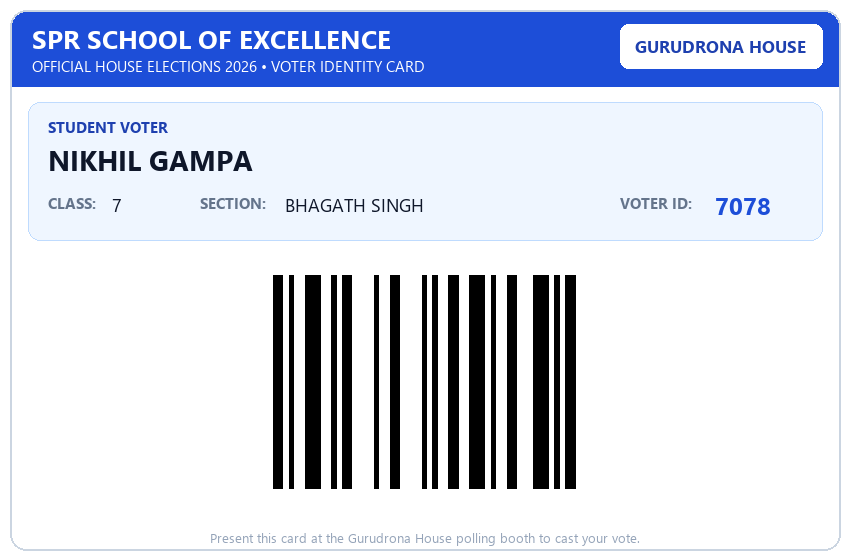 SPR SCHOOL OF EXCELLENCE
OFFICIAL HOUSE ELECTIONS 2026 • VOTER IDENTITY CARD
GURUDRONA HOUSE
STUDENT VOTER
NIKHIL GAMPA
CLASS: 7 SECTION: BHAGATH SINGH VOTER ID: 7078
Present this card at the Gurudrona House polling booth to cast your vote.